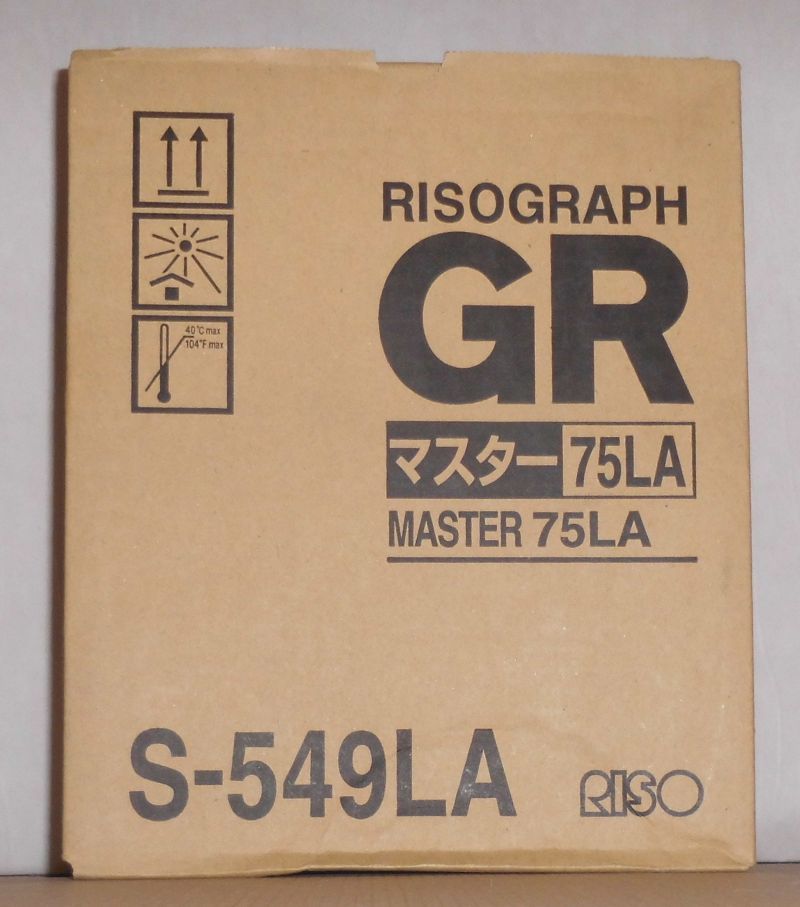 40°C max
104°F max
RISOGRAPH
GR
マスター 75LA
MASTER 75LA
S-549LA
RISO